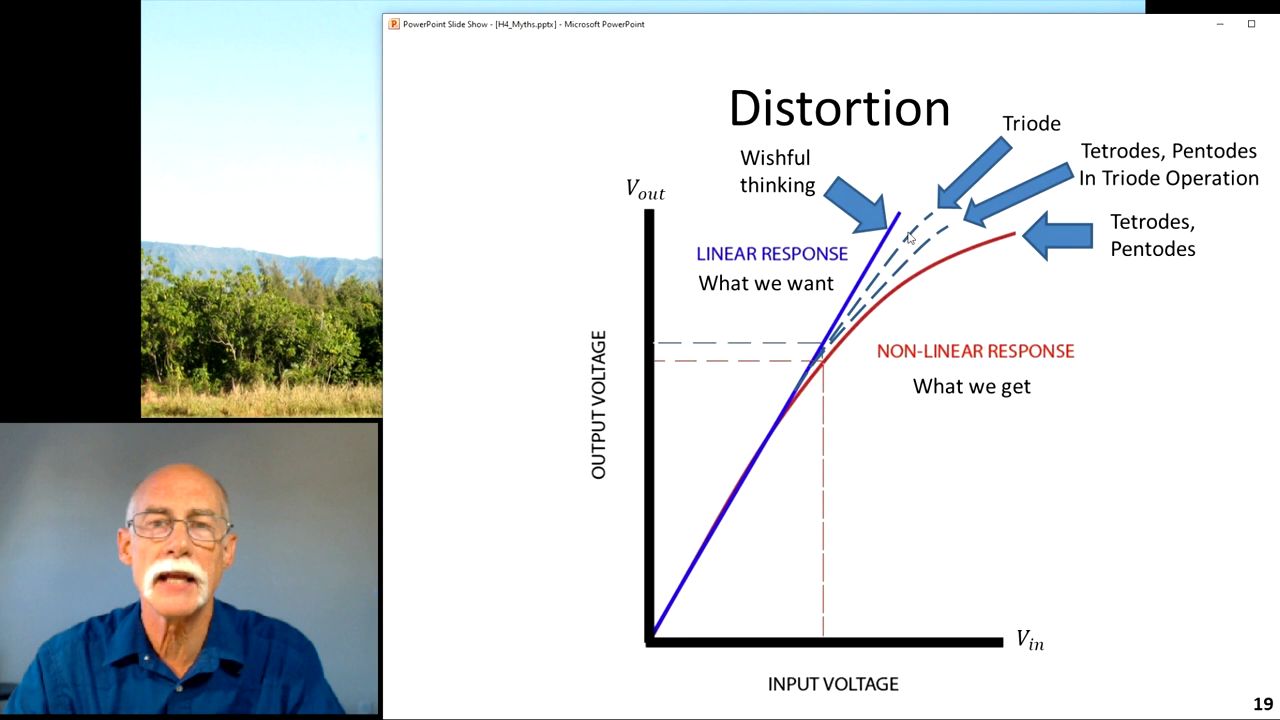 PowerPoint Slide Show - [H4_Myths.pptx] - Microsoft PowerPoint
Distortion
Triode
Wishful
thinking
Tetrodes, Pentodes
In Triode Operation
Tetrodes,
Pentodes
Vout
LINEAR RESPONSE
What we want
OUTPUT VOLTAGE
NON-LINEAR RESPONSE
What we get
Vin
INPUT VOLTAGE
19